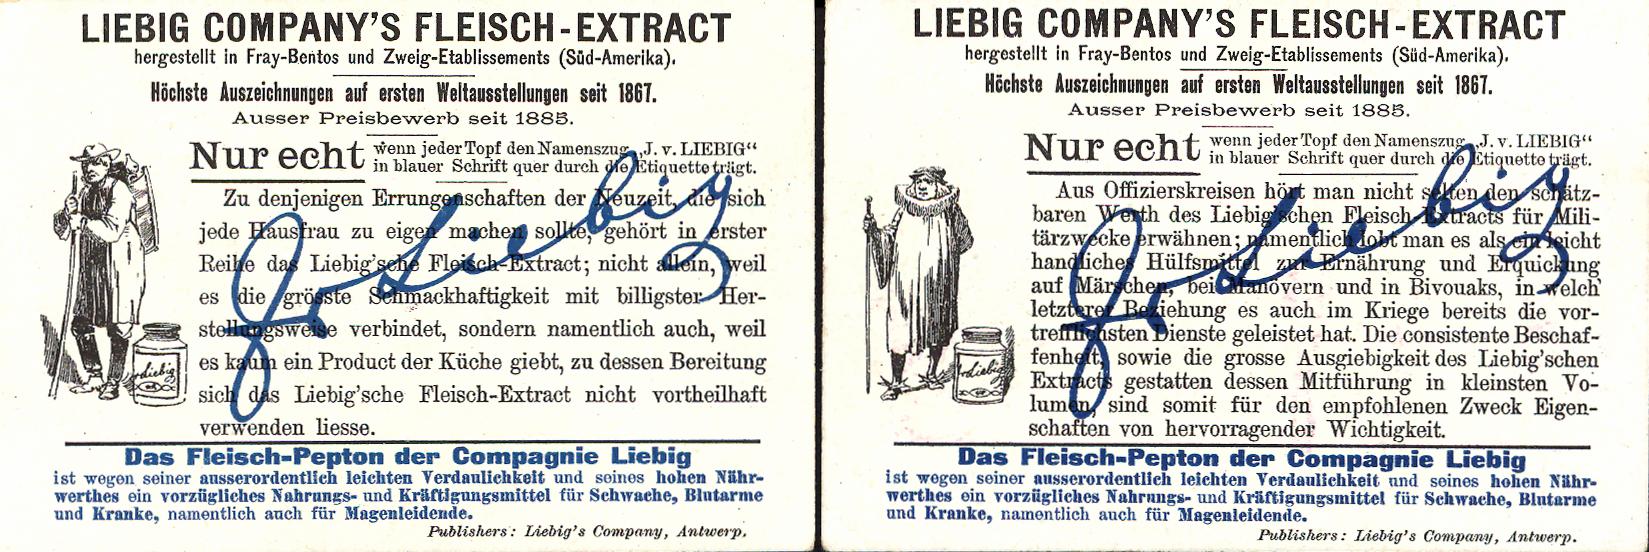 LIEBIG COMPANY'S FLEISCH-EXTRACT
hergestellt in Fray-Bentos und Zweig-Etablissements (Süd-Amerika).
Höchste Auszeichnungen auf ersten Weltausstellungen seit 1867.
Ausser Preisbewerb seit 1885.
Nur echt wenn jeder Topf den Namenszug „J. v. LIEBIG“
in blauer Schrift quer durch die Etiquette trägt.
Zu denjenigen Errungenschaften der Neuzeit, die sich
jede Hausfrau zu eigen machen sollte, gehört in erster
Reihe das Liebig'sche Fleisch-Extract; nicht allein, weil
es die grösste Schmackhaftigkeit mit billigster Her-
stellungsweise verbindet, sondern namentlich auch, weil
es kaum ein Product der Küche giebt, zu dessen Bereitung
sich das Liebig'sche Fleisch-Extract nicht vortheilhaft
verwenden liesse.
JvLiebig
JvLiebig
Das Fleisch-Pepton der Compagnie Liebig
ist wegen seiner ausserordentlich leichten Verdaulichkeit und seines hohen Nähr-
werthes ein vorzügliches Nahrungs- und Kräftigungsmittel für Schwache, Blutarme
und Kranke, namentlich auch für Magenleidende.
Publishers: Liebig's Company, Antwerp.
LIEBIG COMPANY'S FLEISCH-EXTRACT
hergestellt in Fray-Bentos und Zweig-Etablissements (Süd-Amerika).
Höchste Auszeichnungen auf ersten Weltausstellungen seit 1867.
Ausser Preisbewerb seit 1885.
Nur echt wenn jeder Topf den Namenszug „J. v. LIEBIG“
in blauer Schrift quer durch die Etiquette trägt.
Aus Offizierskreisen hört man nicht selten den schätz-
baren Werth des Liebig'schen Fleisch-Extracts für Mili-
tärzwecke erwähnen; namentlich lobt man es als ein leicht
handliches Hülfsmittel zur Ernährung und Erquickung
auf Märschen, bei Manövern und in Bivouaks, in welch'
letzterer Beziehung es auch im Kriege bereits die vor-
trefflichsten Dienste geleistet hat. Die consistente Beschaf-
fenheit, sowie die grosse Ausgiebigkeit des Liebig'schen
Extracts gestatten dessen Mitführung in kleinsten Vo-
lumen, sind somit für den empfohlenen Zweck Eigen-
schaften von hervorragender Wichtigkeit.
JvLiebig
JvLiebig
Das Fleisch-Pepton der Compagnie Liebig
ist wegen seiner ausserordentlich leichten Verdaulichkeit und seines hohen Nähr-
werthes ein vorzügliches Nahrungs- und Kräftigungsmittel für Schwache, Blutarme
und Kranke, namentlich auch für Magenleidende.
Publishers: Liebig's Company, Antwerp.